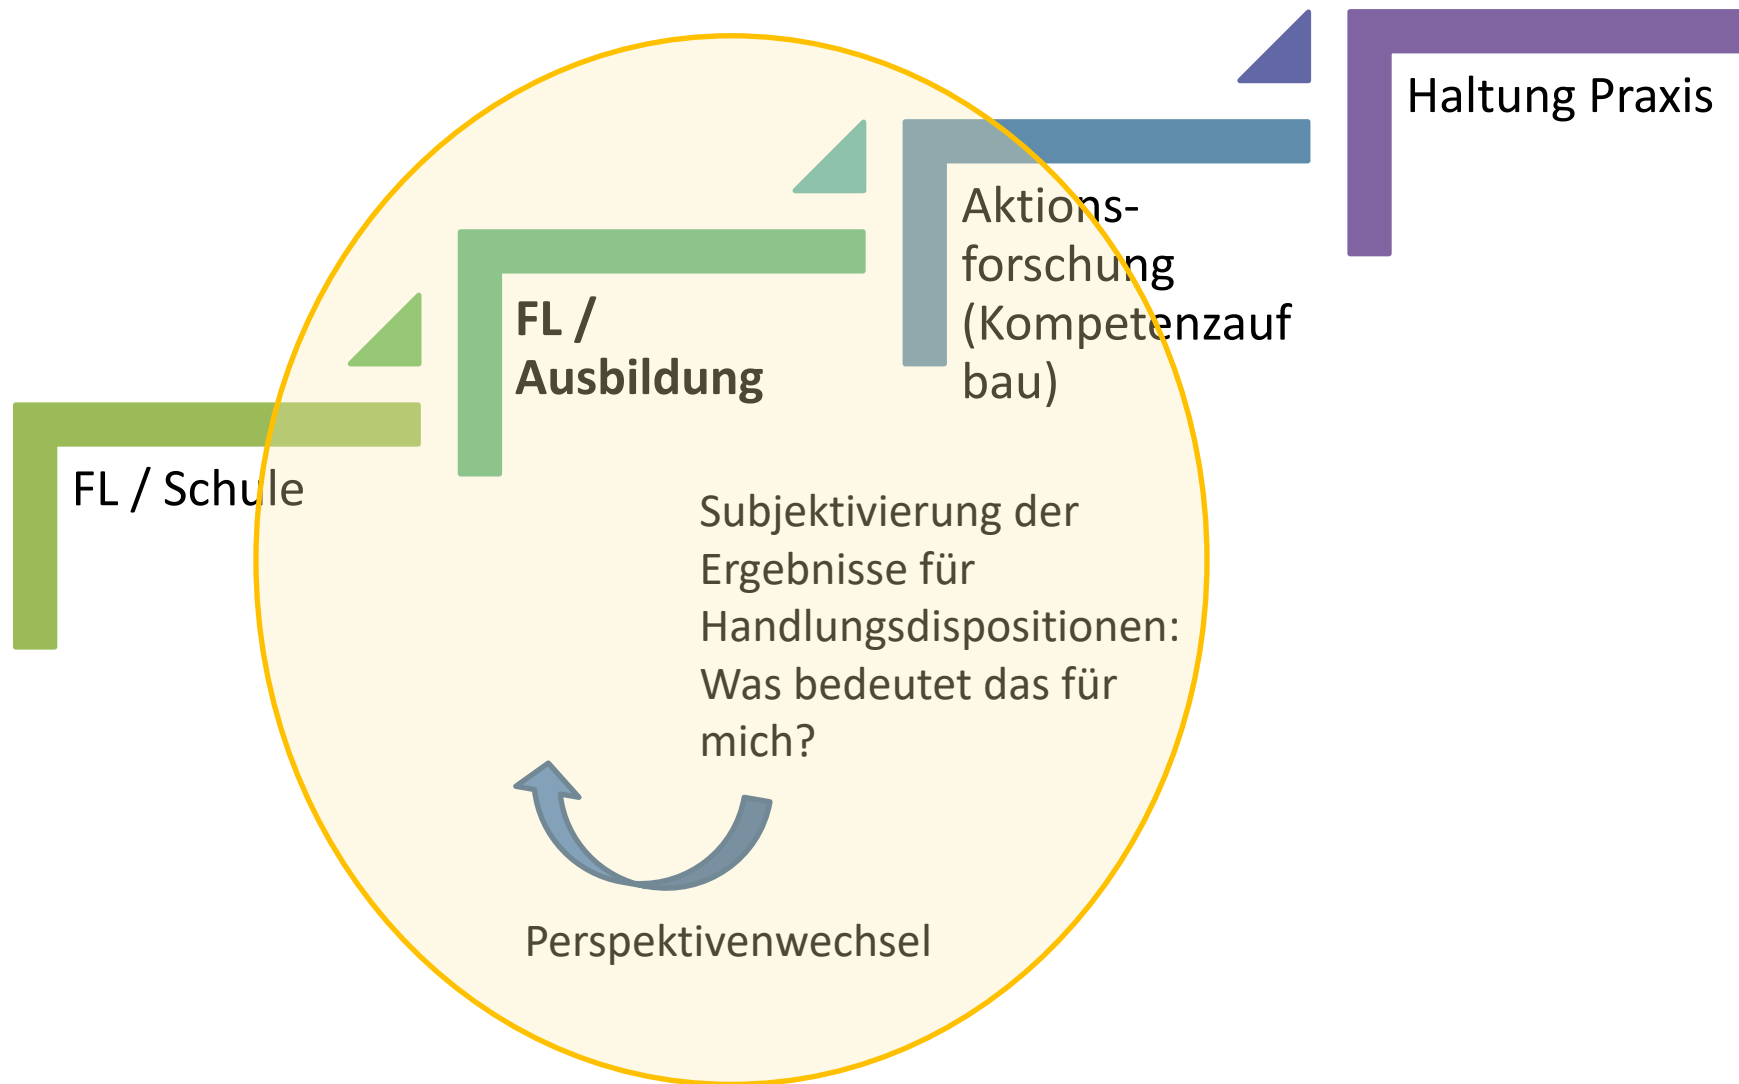 FL / Schule
FL /
Ausbildung
Aktions-
forschung
(Kompetenzauf
bau)
Haltung Praxis
Subjektivierung der
Ergebnisse für
Handlungsdispositionen:
Was bedeutet das für
mich?
Perspektivenwechsel